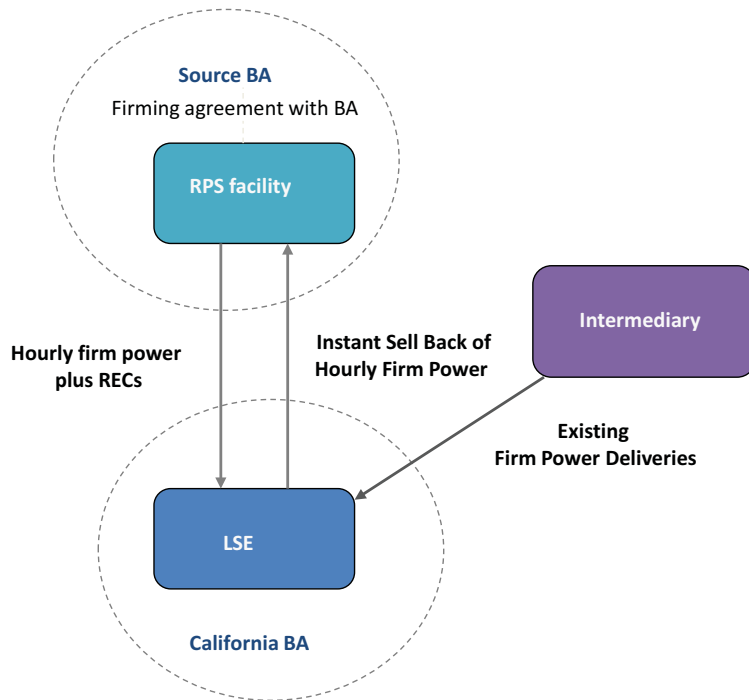 Source BA
Firming agreement with BA
RPS facility
Intermediary
Hourly firm power
plus RECs
Instant Sell Back of
Hourly Firm Power
Existing
Firm Power Deliveries
LSE
California BA